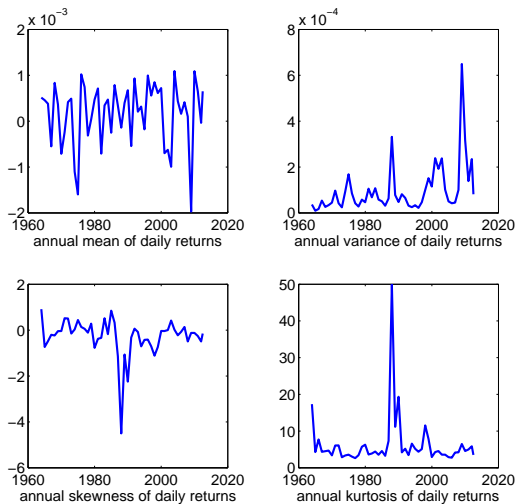 x 10⁻³
2
1
0
−1
−2
1960 1980 2000 2020
annual mean of daily returns
x 10⁻⁴
8
6
4
2
0
1960 1980 2000 2020
annual variance of daily returns
2
0
−2
−4
−6
1960 1980 2000 2020
annual skewness of daily returns
50
40
30
20
10
0
1960 1980 2000 2020
annual kurtosis of daily returns